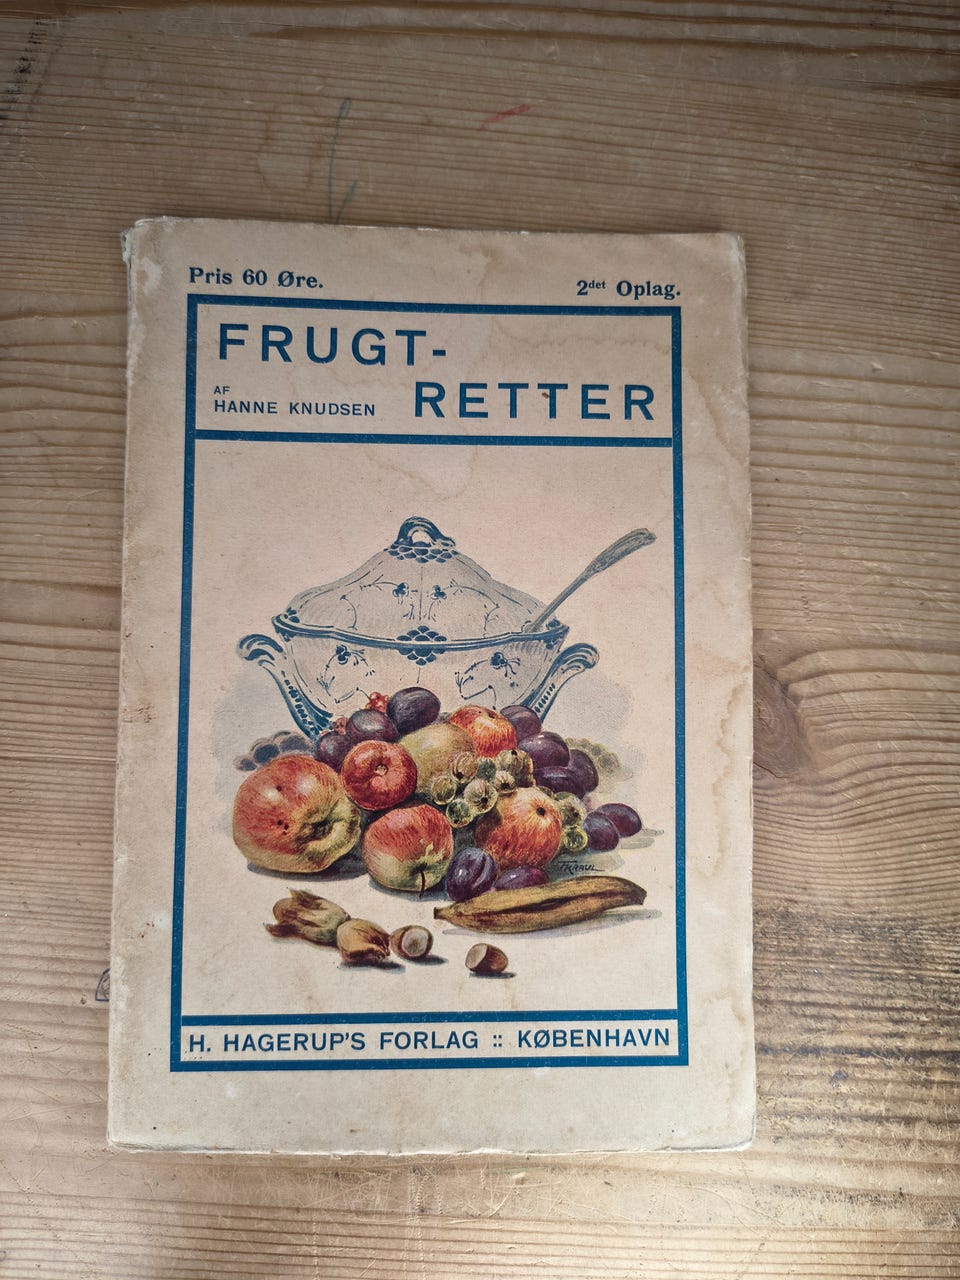 Pris 60 Øre.
2det Oplag.
FRUGT-
RETTER
AF
HANNE KNUDSEN
H. HAGERUP'S FORLAG :: KØBENHAVN